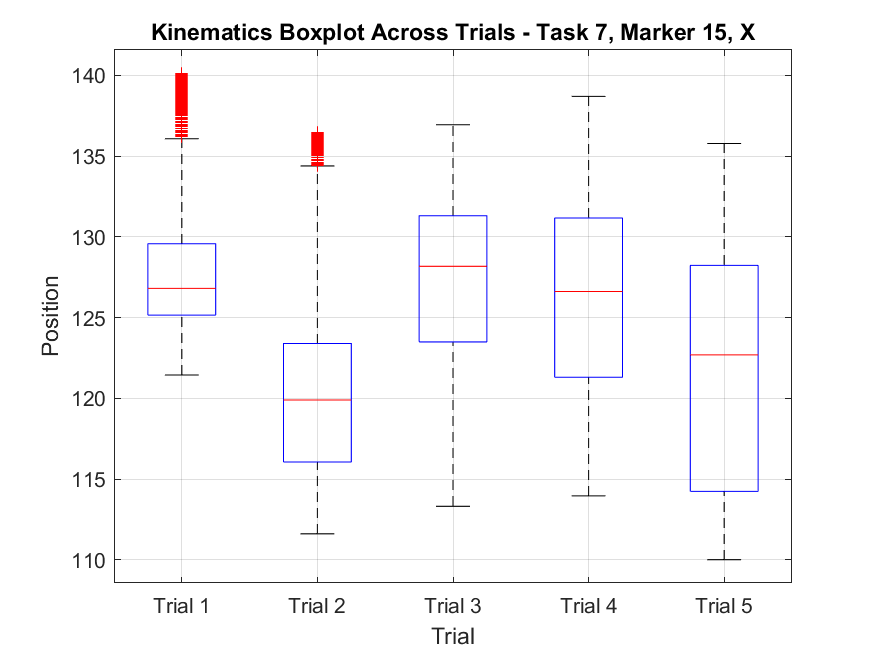 Kinematics Boxplot Across Trials - Task 7, Marker 15, X
140
135
130
125
120
115
110
Position
Trial 1 Trial 2 Trial 3 Trial 4 Trial 5
Trial